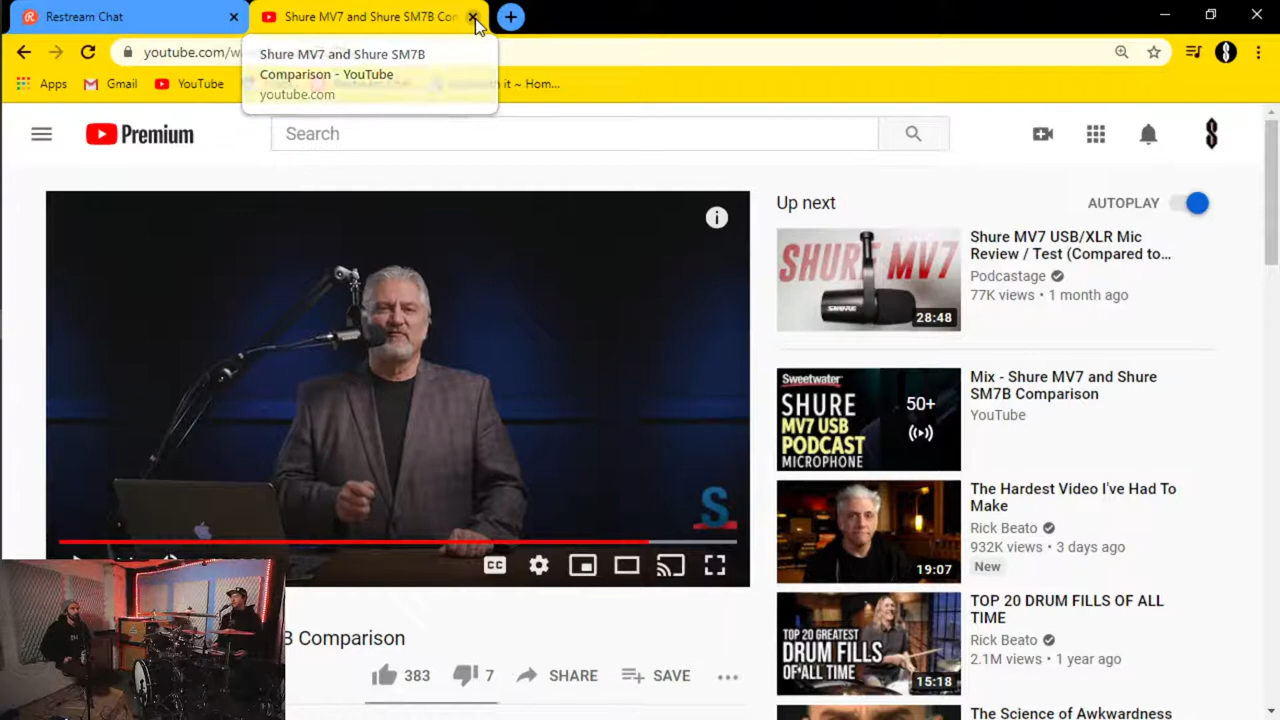 Restream Chat
Shure MV7 and Shure SM7B Con
youtube.com/w
Shure MV7 and Shure SM7B
Comparison - YouTube
youtube.com
Apps
Gmail
YouTube
it ~ Hom...
Premium
Search
Up next
AUTOPLAY
SHURE MV7
SHURE
28:48
Shure MV7 USB/XLR Mic
Review / Test (Compared to...
Podcastage
77K views • 1 month ago
Sweetwater
SHURE
MV7 USB
PODCAST
MICROPHONE
50+
Mix - Shure MV7 and Shure
SM7B Comparison
YouTube
S
CC
19:07
The Hardest Video I've Had To
Make
Rick Beato
932K views • 3 days ago
New
TOP 20 GREATEST
DRUM FILLS
OF ALL TIME
15:18
TOP 20 DRUM FILLS OF ALL
TIME
Rick Beato
2.1M views • 1 year ago
The Science of Awkwardness
B Comparison
383
7
SHARE
SAVE